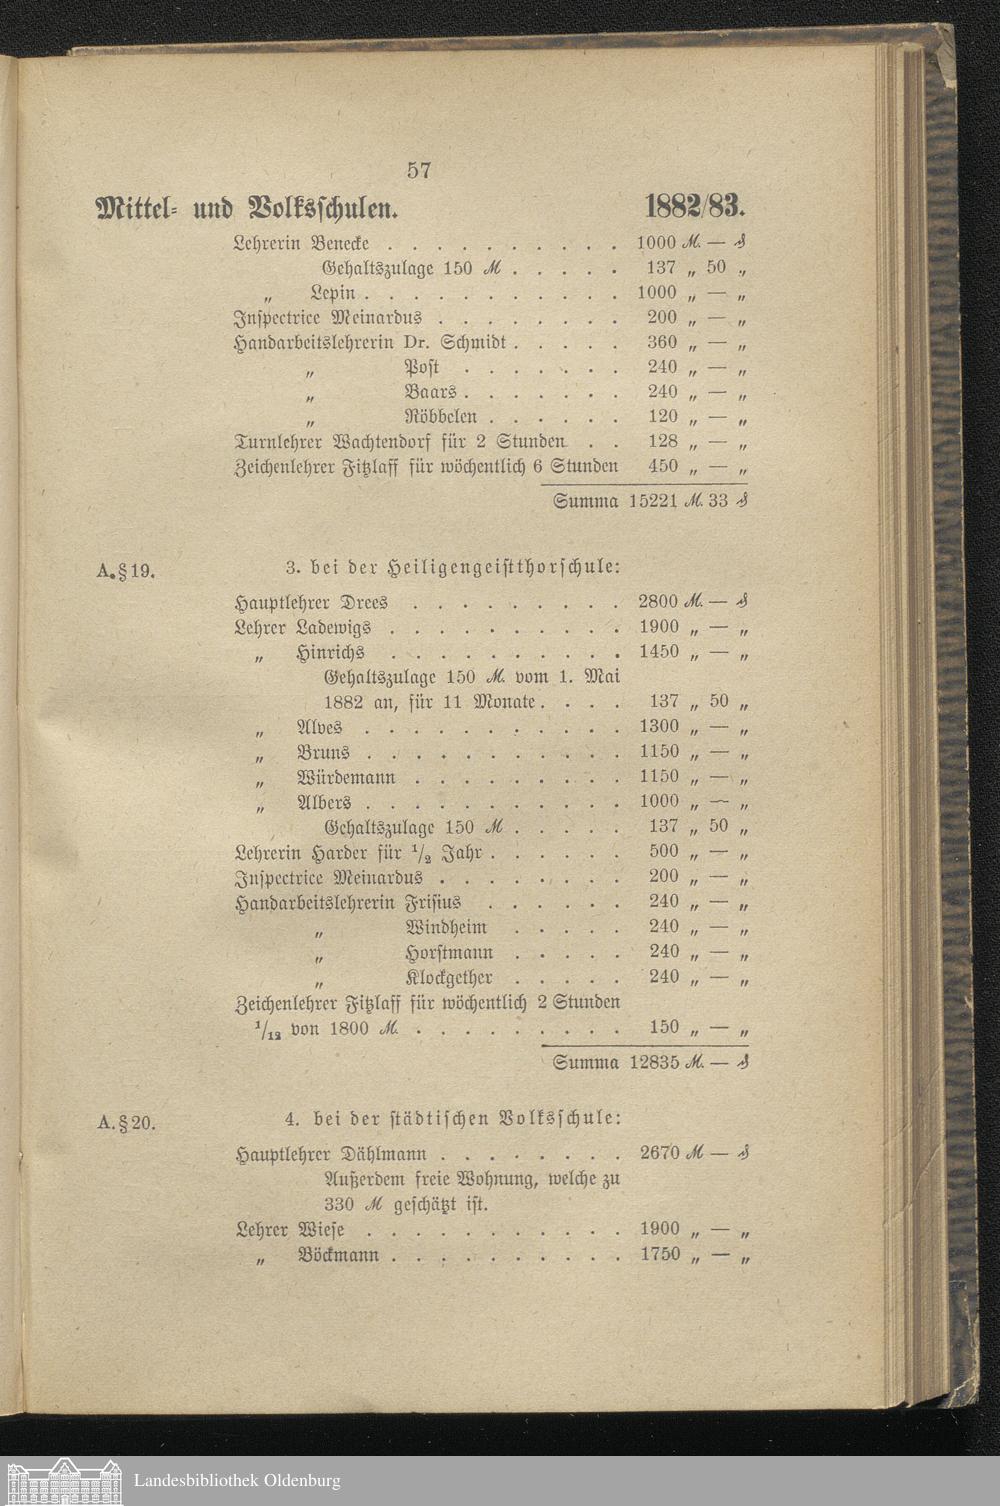 57
Mittel- und Volksschulen. 1882/83.
Lehrerin Benecke . . . . . . . . . . 1000 ℳ. — ₰
Gehaltszulage 150 ℳ . . . . . 137 „ 50 „
„ Lepin . . . . . . . . . . . 1000 „ — „
Inspectrice Meinardus . . . . . . . . 200 „ — „
Handarbeitslehrerin Dr. Schmidt . . . . . 360 „ — „
„ Post . . . . . . . 240 „ — „
„ Baars . . . . . . . 240 „ — „
„ Röbbelen . . . . . . 120 „ — „
Turnlehrer Wachtendorf für 2 Stunden . . 128 „ — „
Zeichenlehrer Fitzlaff für wöchentlich 6 Stunden 450 „ — „
Summa 15221 ℳ. 33 ₰
A. § 19. 3. bei der Heiligengeistthorschule:
Hauptlehrer Drees . . . . . . . . . 2800 ℳ. — ₰
Lehrer Ladewigs . . . . . . . . . . 1900 „ — „
„ Hinrichs . . . . . . . . . . 1450 „ — „
Gehaltszulage 150 ℳ. vom 1. Mai
1882 an, für 11 Monate . . . . 137 „ 50 „
„ Alves . . . . . . . . . . . 1300 „ — „
„ Bruns . . . . . . . . . . . 1150 „ — „
„ Würdemann . . . . . . . . . 1150 „ — „
„ Albers . . . . . . . . . . . 1000 „ — „
Gehaltszulage 150 ℳ . . . . . 137 „ 50 „
Lehrerin Harder für 1/2 Jahr . . . . . . 500 „ — „
Inspectrice Meinardus . . . . . . . . 200 „ — „
Handarbeitslehrerin Frisius . . . . . . 240 „ — „
„ Windheim . . . . . 240 „ — „
„ Horstmann . . . . . 240 „ — „
„ Klockgether . . . . . 240 „ — „
Zeichenlehrer Fitzlaff für wöchentlich 2 Stunden
1/12 von 1800 ℳ. . . . . . . . . . 150 „ — „
Summa 12835 ℳ. — ₰
A. § 20. 4. bei der städtischen Volksschule:
Hauptlehrer Dählmann . . . . . . . . 2670 ℳ — ₰
Außerdem freie Wohnung, welche zu
330 ℳ geschätzt ist.
Lehrer Wiese . . . . . . . . . . . 1900 „ — „
„ Böckmann . . . . . . . . . . 1750 „ — „
Landesbibliothek Oldenburg